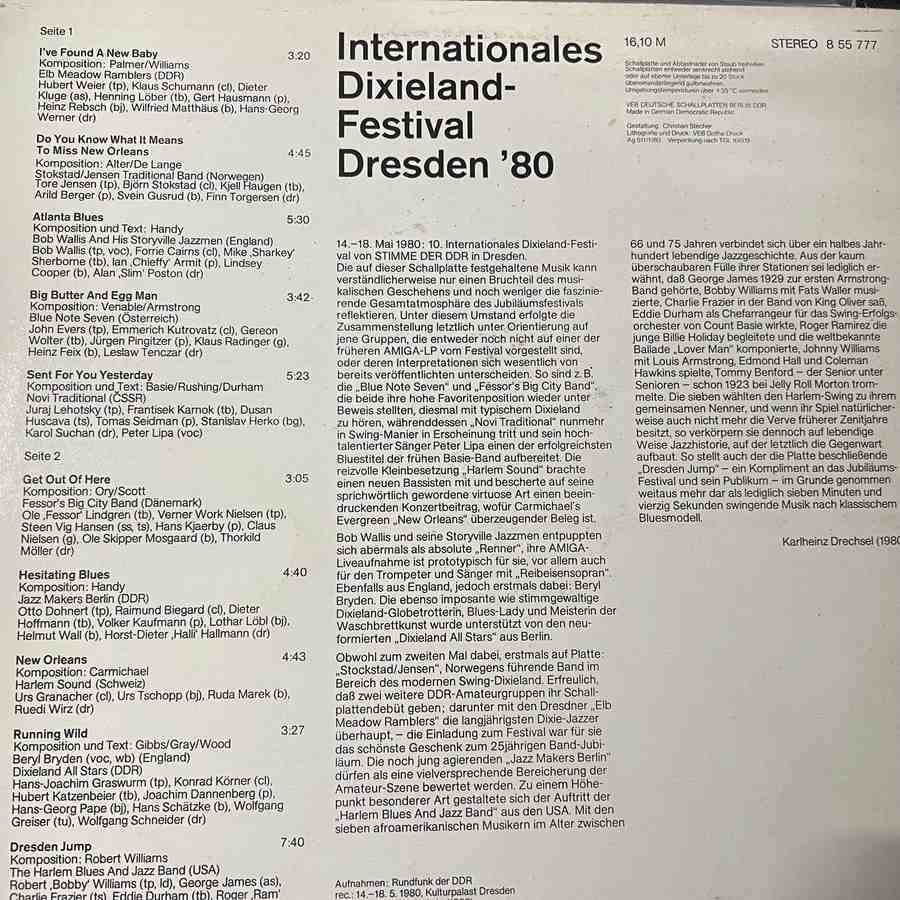 Seite 1
I've Found A New Baby 3:20
Komposition: Palmer/Williams
Elb Meadow Ramblers (DDR)
Hubert Weier (tp), Klaus Schumann (cl), Dieter
Kluge (as), Henning Löber (tb), Gert Hausmann (p),
Heinz Rebsch (bj), Wilfried Matthäus (b), Hans-Georg
Werner (dr)
Do You Know What It Means
To Miss New Orleans 4:45
Komposition: Alter/De Lange
Stokstad/Jensen Traditional Band (Norwegen)
Tore Jensen (tp), Björn Stokstad (cl), Kjell Haugen (tb),
Arild Berger (p), Svein Gusrud (b), Finn Torgersen (dr)
Atlanta Blues 5:30
Komposition und Text: Handy
Bob Wallis And His Storyville Jazzmen (England)
Bob Wallis (tp, voc), Forrie Cairns (cl), Mike ‚Sharkey'
Sherborne (tb), Ian ‚Chieffy' Armit (p), Lindsey
Cooper (b), Alan ‚Slim' Poston (dr)
Big Butter And Egg Man 3:42
Komposition: Venable/Armstrong
Blue Note Seven (Österreich)
John Evers (tp), Emmerich Kutrovatz (cl), Gereon
Wolter (tb), Jürgen Pingitzer (p), Klaus Radinger (g),
Heinz Feix (b), Leslaw Tenczar (dr)
Sent For You Yesterday 5:23
Komposition und Text: Basie/Rushing/Durham
Novi Traditional (ČSSR)
Juraj Lehotsky (tp), Frantisek Karnok (tb), Dusan
Huscava (ts), Tomas Seidman (p), Stanislav Herko (bg),
Karol Suchan (dr), Peter Lipa (voc)
Seite 2
Get Out Of Here 3:05
Komposition: Ory/Scott
Fessor's Big City Band (Dänemark)
Ole ‚Fessor' Lindgren (tb), Verner Work Nielsen (tp),
Steen Vig Hansen (ss, ts), Hans Kjaerby (p), Claus
Nielsen (g), Ole Skipper Mosgaard (b), Thorkild
Möller (dr)
Hesitating Blues 4:40
Komposition: Handy
Jazz Makers Berlin (DDR)
Otto Dohnert (tp), Raimund Biegard (cl), Dieter
Hoffmann (tb), Volker Kaufmann (p), Lothar Löbl (bj),
Helmut Wall (b), Horst-Dieter ‚Halli' Hallmann (dr)
New Orleans 4:43
Komposition: Carmichael
Harlem Sound (Schweiz)
Urs Granacher (cl), Urs Tschopp (bj), Ruda Marek (b),
Ruedi Wirz (dr)
Running Wild 3:27
Komposition und Text: Gibbs/Gray/Wood
Beryl Bryden (voc, wb) (England)
Dixieland All Stars (DDR)
Hans-Joachim Graswurm (tp), Konrad Körner (cl),
Hubert Katzenbeier (tb), Joachim Dannenberg (p),
Hans-Georg Pape (bj), Hans Schätzke (b), Wolfgang
Greiser (tu), Wolfgang Schneider (dr)
Dresden Jump 7:40
Komposition: Robert Williams
The Harlem Blues And Jazz Band (USA)
Robert ‚Bobby' Williams (tp, ld), George James (as),
Charlie Frazier (ts), Eddie Durham (tb), Roger ‚Ram'
Internationales
Dixieland-
Festival
Dresden '80
14.–18. Mai 1980: 10. Internationales Dixieland-Festi-
val von STIMME DER DDR in Dresden.
Die auf dieser Schallplatte festgehaltene Musik kann
verständlicherweise nur einen Bruchteil des musi-
kalischen Geschehens und noch weniger die faszinie-
rende Gesamtatmosphäre des Jubiläumsfestivals
reflektieren. Unter diesem Umstand erfolgte die
Zusammenstellung letztlich unter Orientierung auf
jene Gruppen, die entweder noch nicht auf einer der
früheren AMIGA-LP vom Festival vorgestellt sind,
oder deren Interpretationen sich wesentlich von
bereits veröffentlichten unterscheiden. So sind z. B.
die „Blue Note Seven" und „Féssor's Big City Band",
die beide ihre hohe Favoritenposition wieder unter
Beweis stellten, diesmal mit typischem Dixieland
zu hören, währenddessen „Novi Traditional" nunmehr
in Swing-Manier in Erscheinung tritt und sein hoch-
talentierter Sänger Peter Lipa einen der erfolgreichsten
Bluestitel der frühen Basie-Band aufbereitet. Die
reizvolle Kleinbesetzung „Harlem Sound" brachte
einen neuen Bassisten mit und bescherte auf seine
sprichwörtlich gewordene virtuose Art einen beein-
druckenden Konzertbeitrag, wofür Carmichael's
Evergreen „New Orleans" überzeugender Beleg ist.
Bob Wallis und seine Storyville Jazzmen entpuppten
sich abermals als absolute „Renner", ihre AMIGA-
Liveaufnahme ist prototypisch für sie, vor allem auch
für den Trompeter und Sänger mit „Reibeisensopran".
Ebenfalls aus England, jedoch erstmals dabei: Beryl
Bryden. Die ebenso imposante wie stimmgewaltige
Dixieland-Globetrotterin, Blues-Lady und Meisterin der
Waschbrettkunst wurde unterstützt von den neu-
formierten „Dixieland All Stars" aus Berlin.
Obwohl zum zweiten Mal dabei, erstmals auf Platte:
„Stockstad/Jensen", Norwegens führende Band im
Bereich des modernen Swing-Dixieland. Erfreulich,
daß zwei weitere DDR-Amateurgruppen ihr Schall-
plattendebüt geben; darunter mit den Dresdner „Elb
Meadow Ramblers" die langjährigsten Dixie-Jazzer
überhaupt, – die Einladung zum Festival war für sie
das schönste Geschenk zum 25jährigen Band-Jubi-
läum. Die noch jung agierenden „Jazz Makers Berlin"
dürfen als eine vielversprechende Bereicherung der
Amateur-Szene bewertet werden. Zu einem Höhe-
punkt besonderer Art gestaltete sich der Auftritt der
„Harlem Blues And Jazz Band" aus den USA. Mit den
sieben afroamerikanischen Musikern im Alter zwischen
Aufnahmen: Rundfunk der DDR
rec.: 14.–18. 5. 1980, Kulturpalast Dresden
16,10 M STEREO 8 55 777
Schallplatte und Abtastnadel von Staub freihalten
Schallplatten entweder senkrecht stehend
oder auf ebener Unterlage bis zu 20 Stück
übereinanderliegend aufbewahren.
Umgebungstemperaturen über + 35 °C vermeiden
VEB DEUTSCHE SCHALLPLATTEN BERLIN DDR
Made in German Democratic Republic
Gestaltung: Christian Stecher
Lithografie und Druck: VEB Gotha-Druck
66 und 75 Jahren verbindet sich über ein halbes Jahr-
hundert lebendige Jazzgeschichte. Aus der kaum
überschaubaren Fülle ihrer Stationen sei lediglich er-
wähnt, daß George James 1929 zur ersten Armstrong-
Band gehörte, Bobby Williams mit Fats Waller musi-
zierte, Charlie Frazier in der Band von King Oliver saß,
Eddie Durham als Chefarrangeur für das Swing-Erfolgs-
orchester von Count Basie wirkte, Roger Ramirez die
junge Billie Holiday begleitete und die weltbekannte
Ballade „Lover Man" komponierte, Johnny Williams
mit Louis Armstrong, Edmond Hall und Coleman
Hawkins spielte, Tommy Benford – der Senior unter
Senioren – schon 1923 bei Jelly Roll Morton trom-
melte. Die sieben wählten den Harlem-Swing zu ihrem
gemeinsamen Nenner, und wenn ihr Spiel natürlicher-
weise auch nicht mehr die Verve früherer Zeitjahre
besitzt, so verkörpern sie dennoch auf lebendige
Weise Jazzhistorie, auf der letztlich die Gegenwart
aufbaut. So stellt auch der die Platte beschließende
„Dresden Jump" – ein Kompliment an das Jubiläums-
Festival und sein Publikum – im Grunde genommen
weitaus mehr dar als lediglich sieben Minuten und
vierzig Sekunden swingende Musik nach klassischem
Bluesmodell.
Karlheinz Drechsel (1980